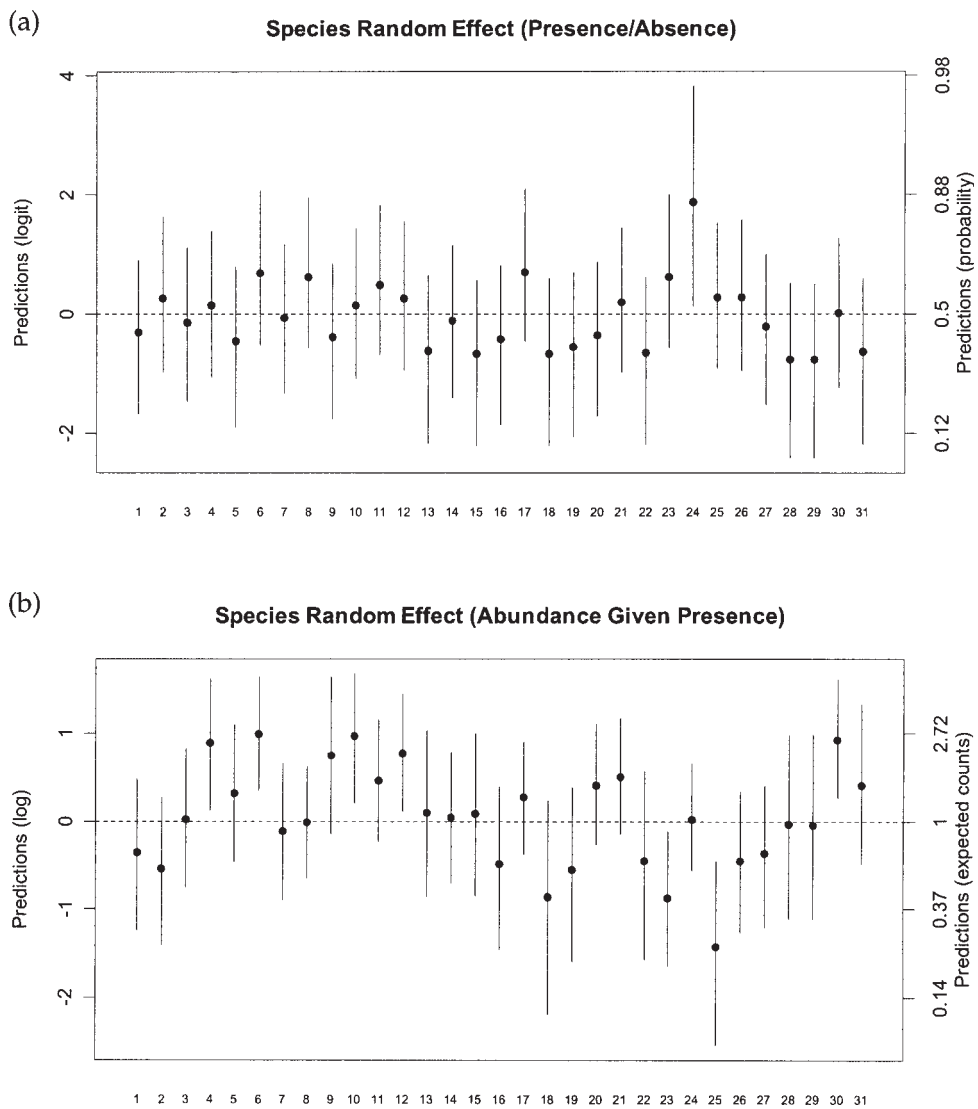 (a)
Species Random Effect (Presence/Absence)
Predictions (logit)
4
2
0
-2
0.98
0.88
0.5
0.12
Predictions (probability)
1 2 3 4 5 6 7 8 9 10 11 12 13 14 15 16 17 18 19 20 21 22 23 24 25 26 27 28 29 30 31
(b)
Species Random Effect (Abundance Given Presence)
Predictions (log)
1
0
-1
-2
2.72
1
0.37
0.14
Predictions (expected counts)
1 2 3 4 5 6 7 8 9 10 11 12 13 14 15 16 17 18 19 20 21 22 23 24 25 26 27 28 29 30 31